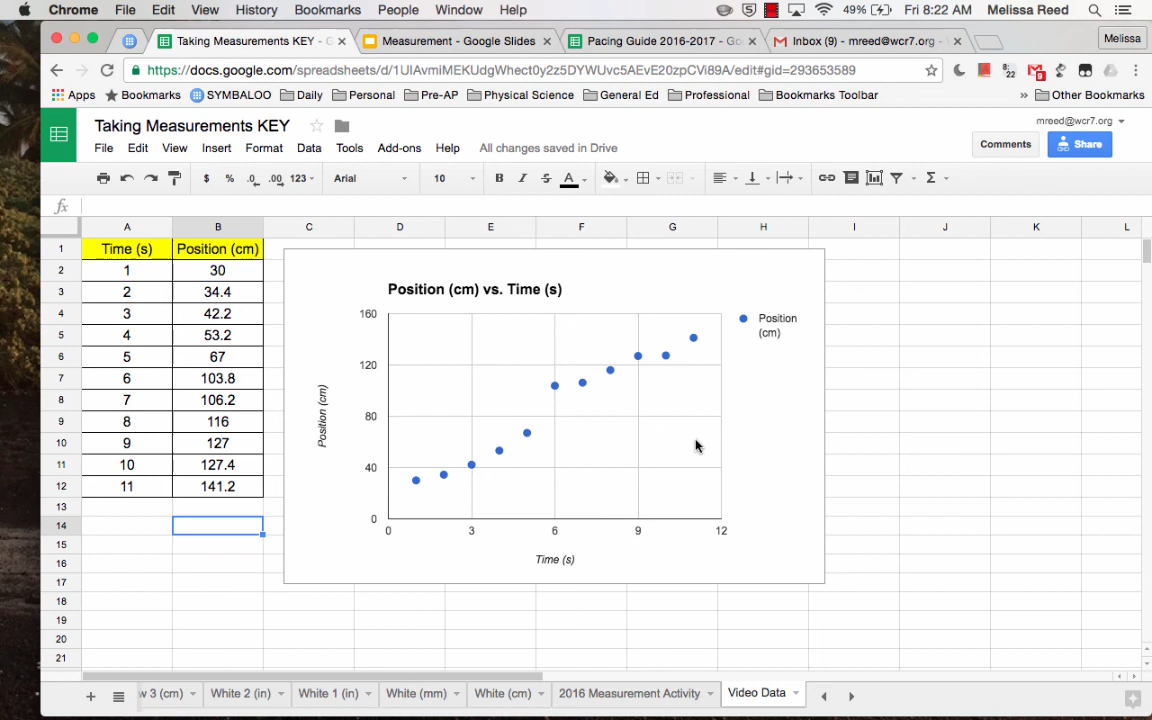 Chrome File Edit View History Bookmarks People Window Help 49% Fri 8:22 AM Melissa Reed
Taking Measurements KEY - G Measurement - Google Slides Pacing Guide 2016-2017 - Go Inbox (9) - mreed@wcr7.org - Melissa
https://docs.google.com/spreadsheets/d/1UIAvmiMEKUdgWhect0y2z5DYWUvc5AEvE20zpCVi89A/edit#gid=293653589 8:22 9
Apps Bookmarks SYMBALOO Daily Personal Pre-AP Physical Science General Ed Professional Bookmarks Toolbar » Other Bookmarks
Taking Measurements KEY mreed@wcr7.org
File Edit View Insert Format Data Tools Add-ons Help All changes saved in Drive Comments Share
$ % .0 .00 123 Arial 10 B I S A Σ
fx
A B C D E F G H I J K L
1 Time (s) Position (cm)
2 1 30
3 2 34.4
4 3 42.2
5 4 53.2
6 5 67
7 6 103.8
8 7 106.2
9 8 116
10 9 127
11 10 127.4
12 11 141.2
13
14
15
16
17
18
19
20
21
Position (cm) vs. Time (s)
160
120
80
40
0
Position (cm)
0 3 6 9 12
Time (s)
Position
(cm)
w 3 (cm) White 2 (in) White 1 (in) White (mm) White (cm) 2016 Measurement Activity Video Data